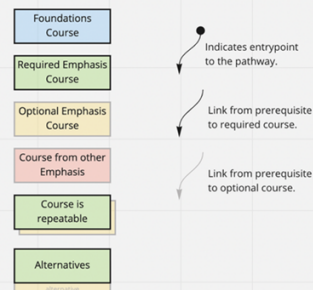 Foundations
Course
Indicates entrypoint
to the pathway.
Required Emphasis
Course
Optional Emphasis
Course
Link from prerequisite
to required course.
Course from other
Emphasis
Link from prerequisite
to optional course.
Course is
repeatable
Alternatives